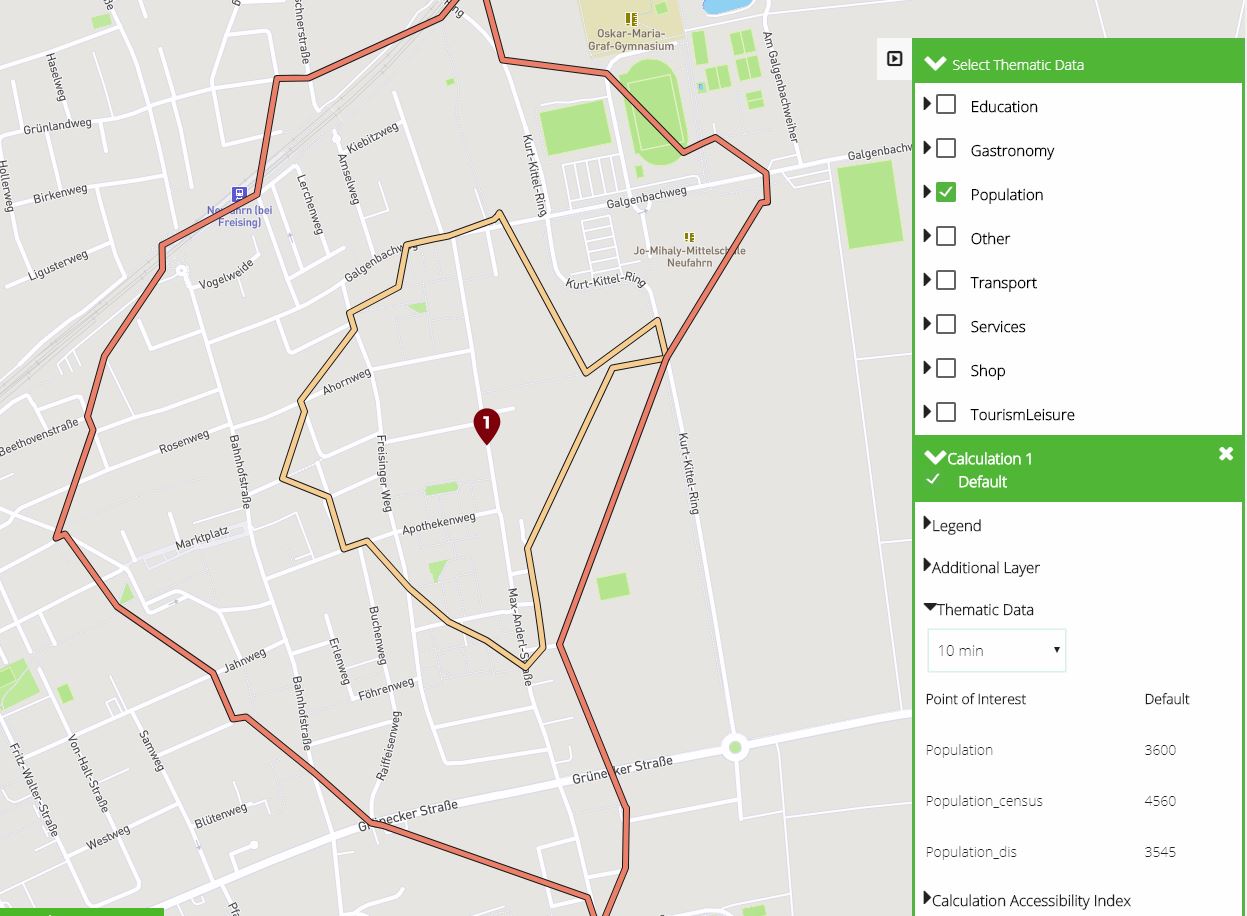 Ring
Oskar-Maria-
Graf-Gymnasium
Am Galgenbachweiher
Haselweg
Grünlandweg
Kiebitzweg
Amselweg
Kurt-Kittel-Ring
Hollerweg
Birkenweg
Lerchenweg
Galgenbachweg
Ligusterweg
Vogelweide
Galgenbachweg
Jo-Mihaly-Mittelschule
Neufahrn
Neufahrn (bei
Freising)
Kurt-Kittel-Ring
Ahornweg
Beethovenstraße
Rosenweg
Bahnhofstraße
Freisinger Weg
1
Kurt-Kittel-Ring
Marktplatz
Apothekenweg
Max-Anderl-Straße
Buchenweg
Erlenweg
Jahnweg
Föhrenweg
Bahnhofstraße
Raiffeisenweg
Fritz-Walter-Straße
Von-Halt-Straße
Samweg
Grünecker Straße
Grünecker Straße
Blütenweg
Westweg
Select Thematic Data
Education
Gastronomy
Population
Other
Transport
Services
Shop
TourismLeisure
Calculation 1
Default
Legend
Additional Layer
Thematic Data
10 min
Point of Interest Default
Population 3600
Population_census 4560
Population_dis 3545
Calculation Accessibility Index